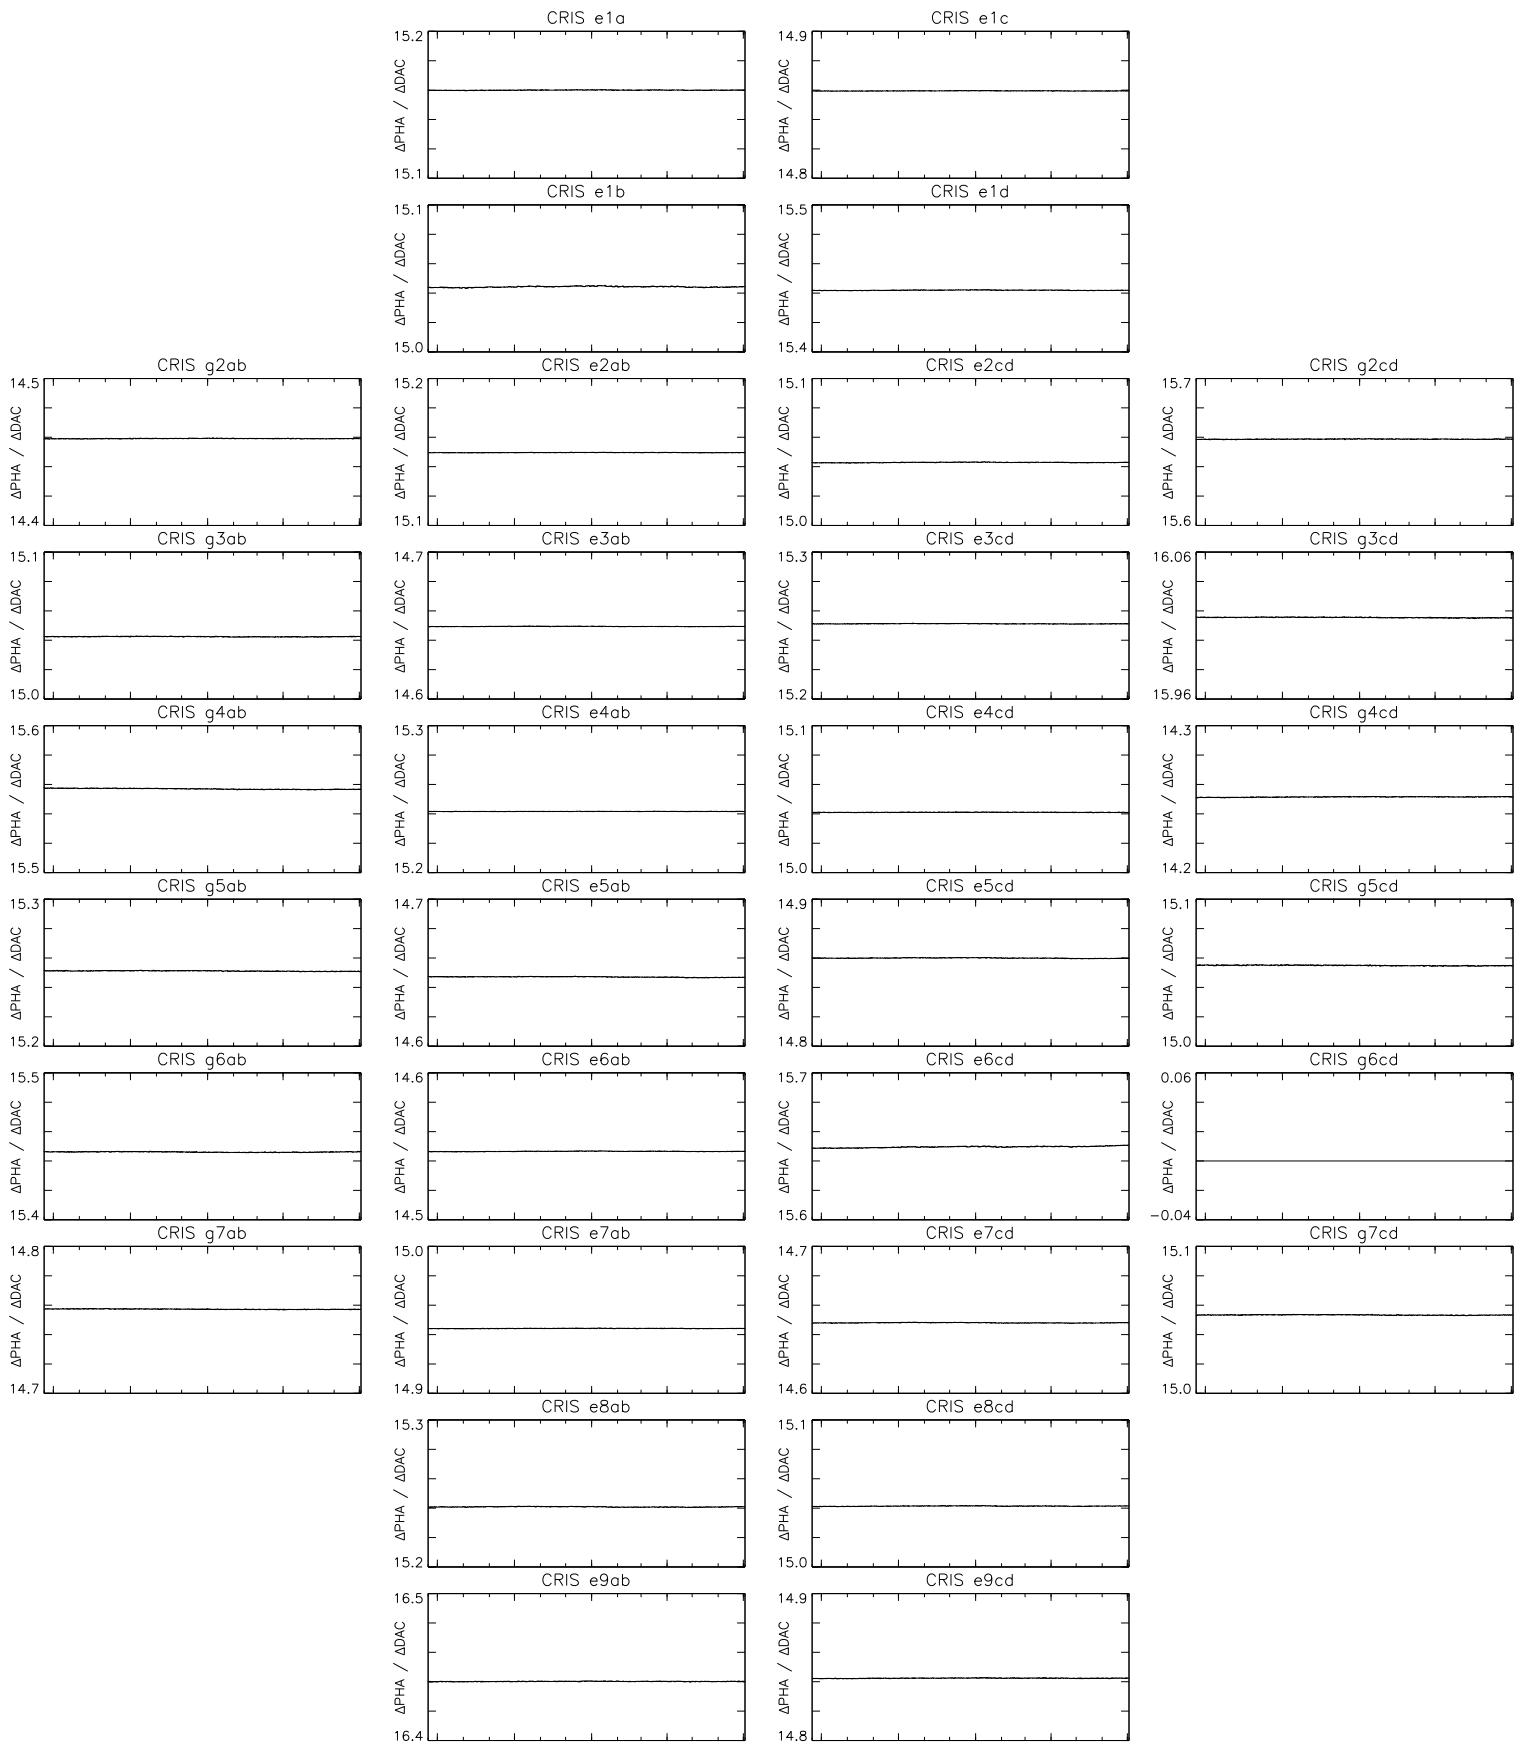 CRIS e1a
15.2
ΔPHA / ΔDAC
15.1
CRIS e1c
14.9
ΔPHA / ΔDAC
14.8
CRIS e1b
15.1
ΔPHA / ΔDAC
15.0
CRIS e1d
15.5
ΔPHA / ΔDAC
15.4
CRIS g2ab
14.5
ΔPHA / ΔDAC
14.4
CRIS e2ab
15.2
ΔPHA / ΔDAC
15.1
CRIS e2cd
15.1
ΔPHA / ΔDAC
15.0
CRIS g2cd
15.7
ΔPHA / ΔDAC
15.6
CRIS g3ab
15.1
ΔPHA / ΔDAC
15.0
CRIS e3ab
14.7
ΔPHA / ΔDAC
14.6
CRIS e3cd
15.3
ΔPHA / ΔDAC
15.2
CRIS g3cd
16.06
ΔPHA / ΔDAC
15.96
CRIS g4ab
15.6
ΔPHA / ΔDAC
15.5
CRIS e4ab
15.3
ΔPHA / ΔDAC
15.2
CRIS e4cd
15.1
ΔPHA / ΔDAC
15.0
CRIS g4cd
14.3
ΔPHA / ΔDAC
14.2
CRIS g5ab
15.3
ΔPHA / ΔDAC
15.2
CRIS e5ab
14.7
ΔPHA / ΔDAC
14.6
CRIS e5cd
14.9
ΔPHA / ΔDAC
14.8
CRIS g5cd
15.1
ΔPHA / ΔDAC
15.0
CRIS g6ab
15.5
ΔPHA / ΔDAC
15.4
CRIS e6ab
14.6
ΔPHA / ΔDAC
14.5
CRIS e6cd
15.7
ΔPHA / ΔDAC
15.6
CRIS g6cd
0.06
ΔPHA / ΔDAC
−0.04
CRIS g7ab
14.8
ΔPHA / ΔDAC
14.7
CRIS e7ab
15.0
ΔPHA / ΔDAC
14.9
CRIS e7cd
14.7
ΔPHA / ΔDAC
14.6
CRIS g7cd
15.1
ΔPHA / ΔDAC
15.0
CRIS e8ab
15.3
ΔPHA / ΔDAC
15.2
CRIS e8cd
15.1
ΔPHA / ΔDAC
15.0
CRIS e9ab
16.5
ΔPHA / ΔDAC
16.4
CRIS e9cd
14.9
ΔPHA / ΔDAC
14.8